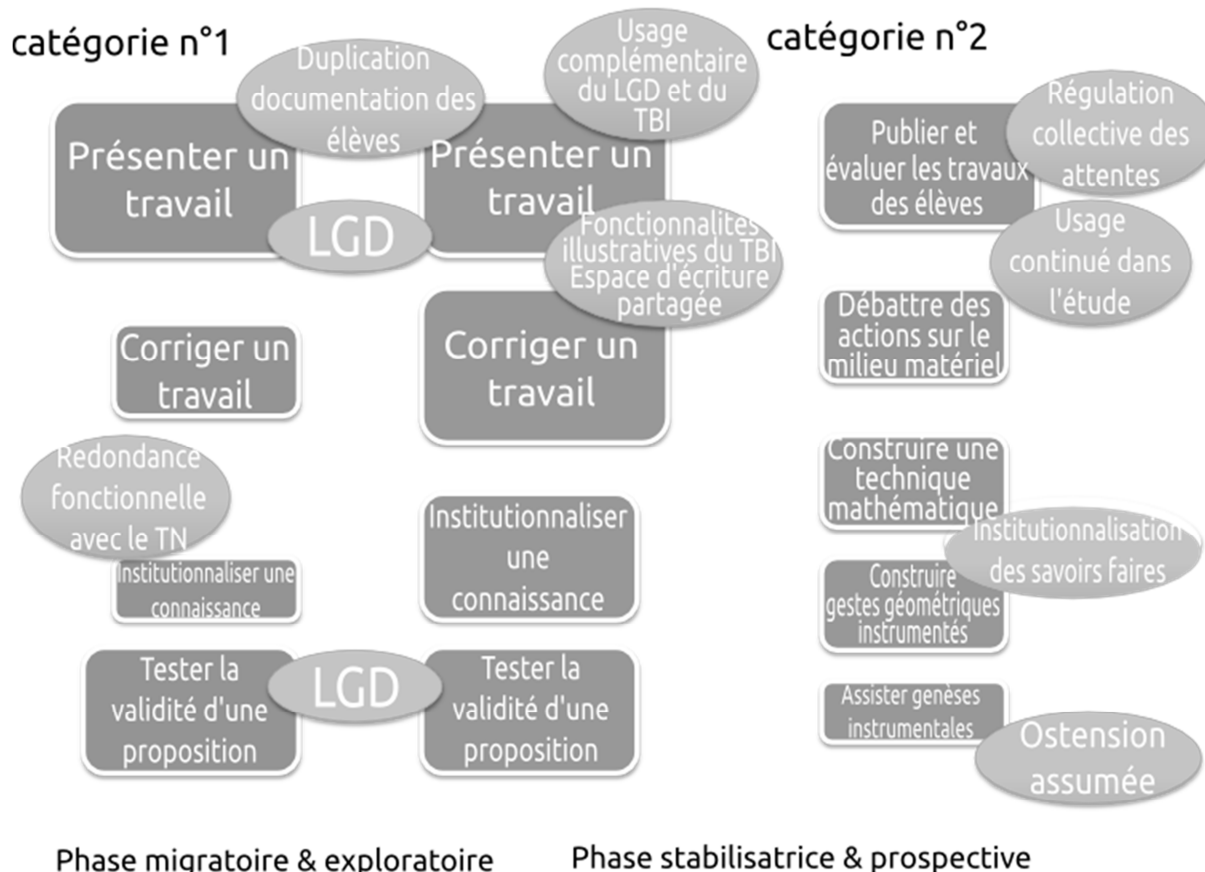 catégorie n°1
Duplication
documentation des
élèves
Usage
complémentaire
du LGD et du
TBI
catégorie n°2
Présenter un
travail
LGD
Présenter un
travail
Fonctionnalités
illustratives du TBI
Espace d'écriture
partagée
Publier et
évaluer les travaux
des élèves
Régulation
collective des
attentes
Usage
continué dans
l'étude
Corriger un
travail
Corriger un
travail
Débattre des
actions sur le
milieu matériel
Redondance
fonctionnelle
avec le TN
Institutionnaliser une
connaissance
Institutionnaliser
une
connaissance
Construire une
technique
mathématique
Institutionnalisation
des savoirs faires
Construire
gestes géométriques
instrumentés
Tester la
validité d'une
proposition
LGD
Tester la
validité d'une
proposition
Assister genèses
instrumentales
Ostension
assumée
Phase migratoire & exploratoire
Phase stabilisatrice & prospective